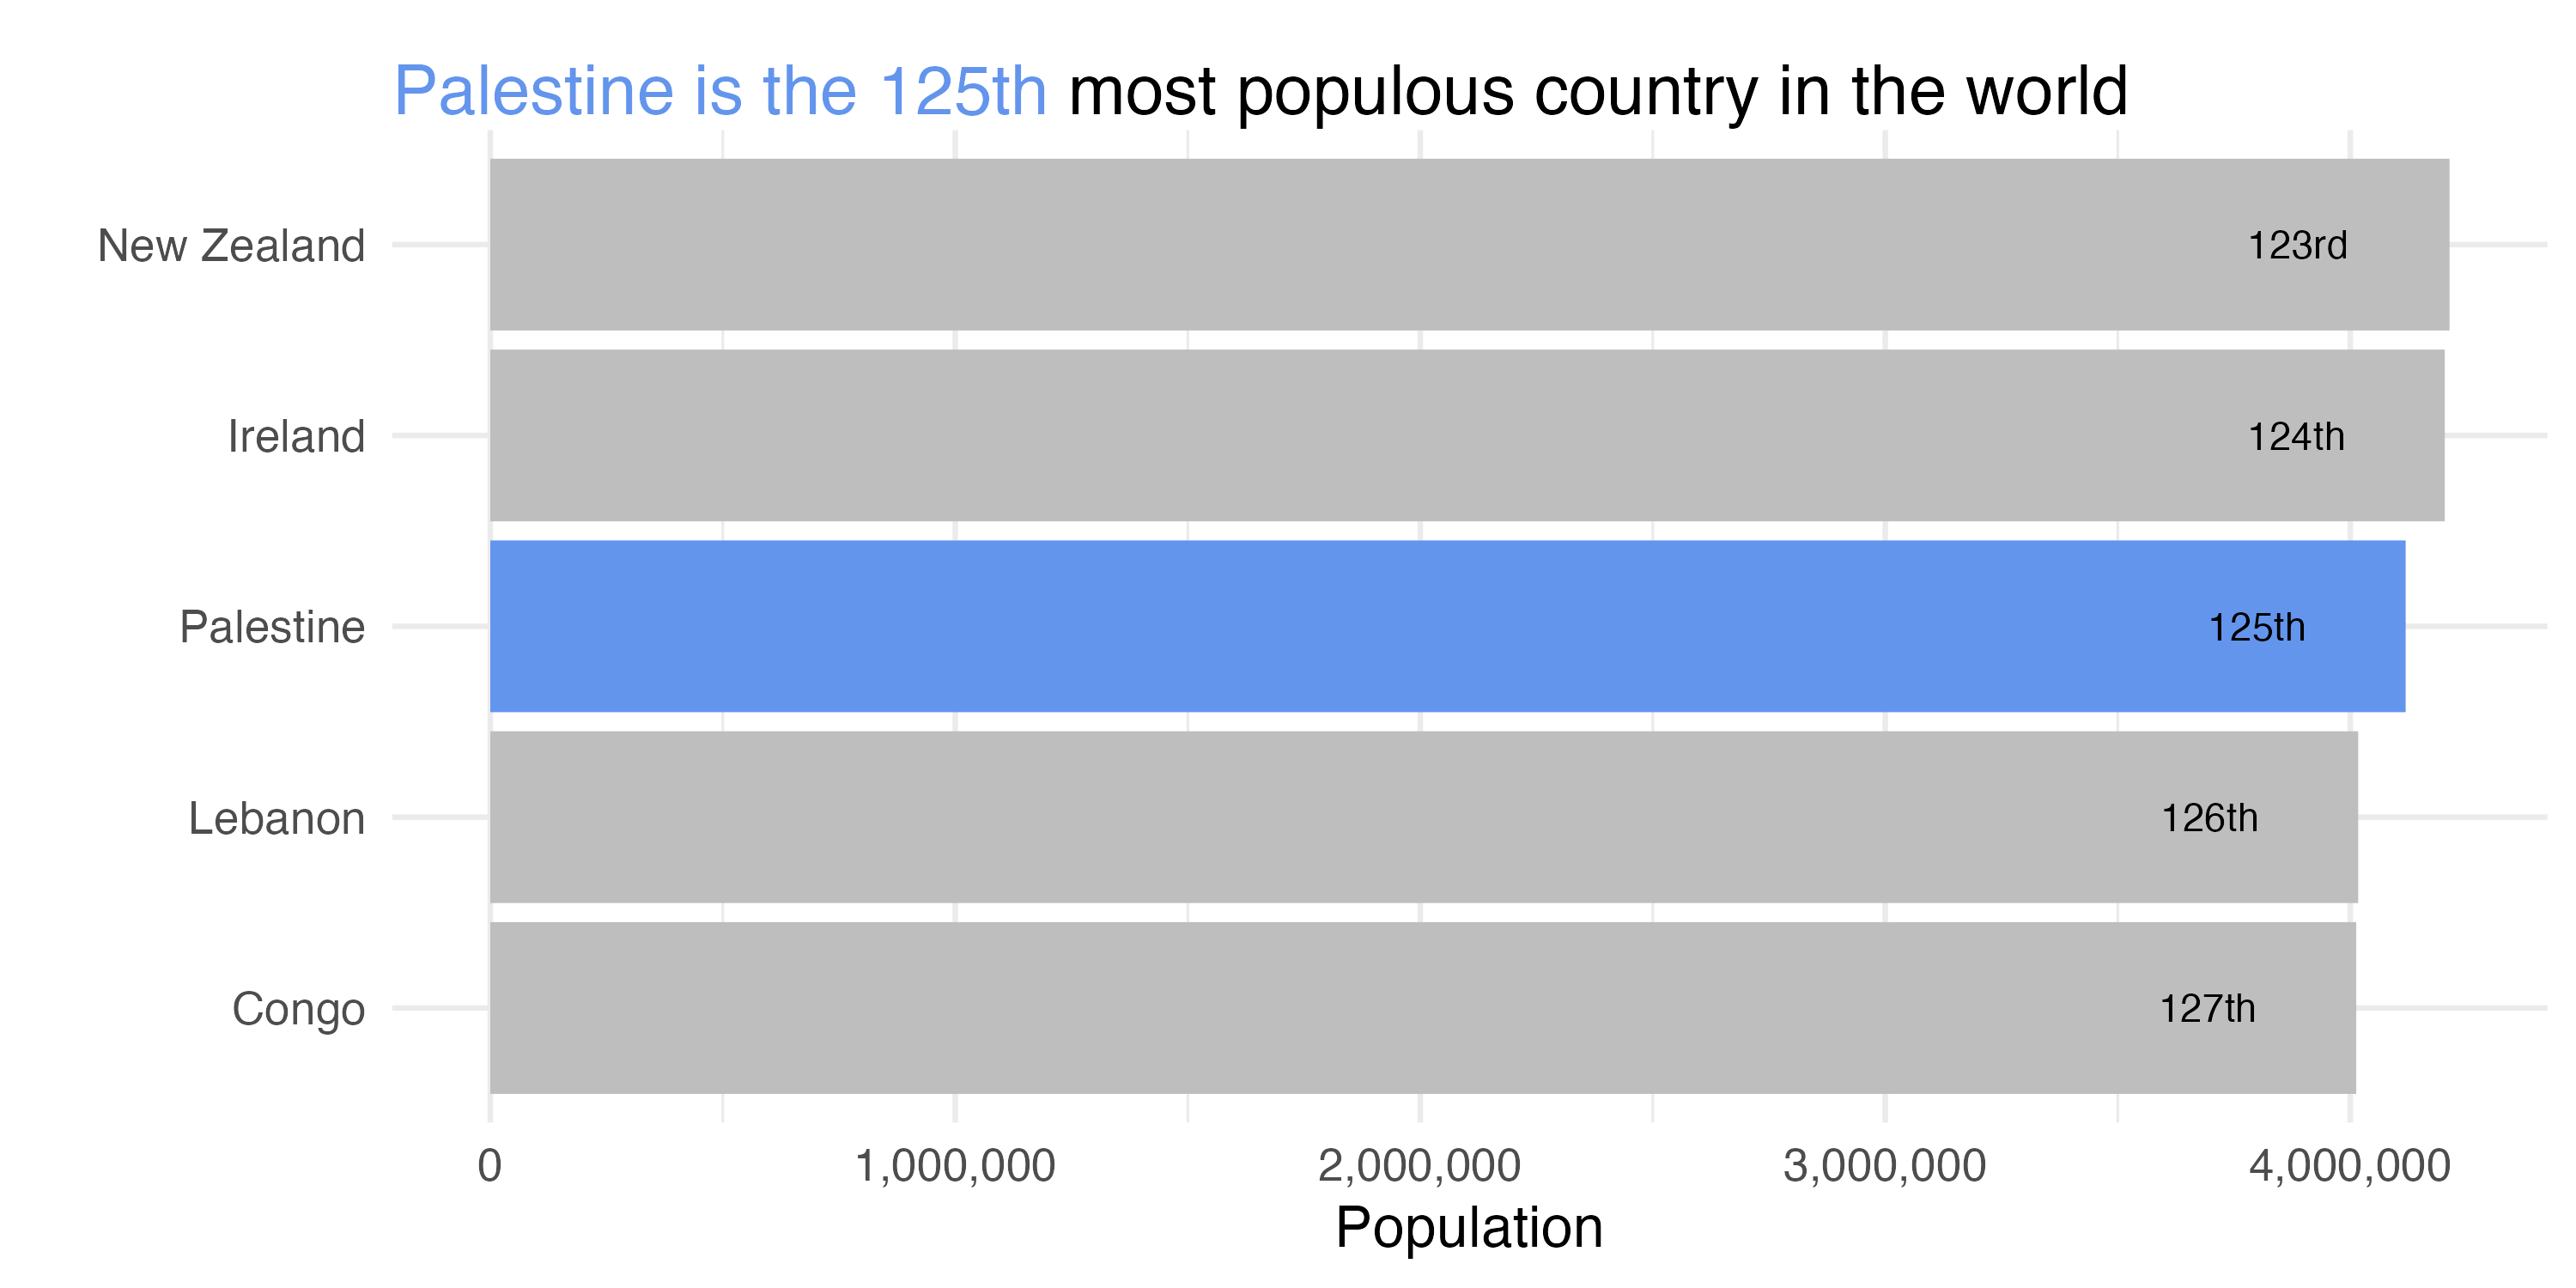 Palestine is the 125th most populous country in the world
New Zealand 123rd
Ireland 124th
Palestine 125th
Lebanon 126th
Congo 127th
0 1,000,000 2,000,000 3,000,000 4,000,000
Population